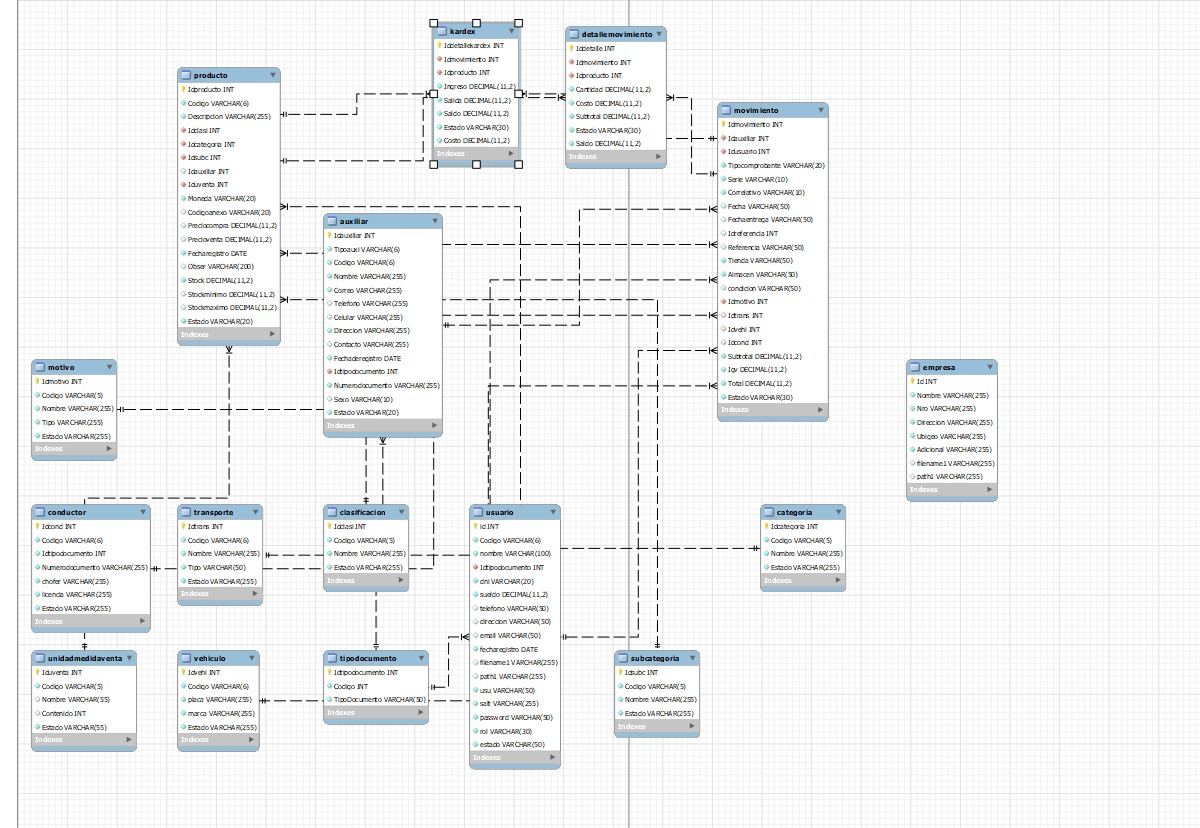 kardex
Iddetallekardex INT
Idmovimiento INT
Idproducto INT
Ingreso DECIMAL(11,2)
Salida DECIMAL(11,2)
Saldo DECIMAL(11,2)
Estado VARCHAR(30)
Costo DECIMAL(11,2)
Indexes
detallemovimiento
Iddetalle INT
Idmovimiento INT
Idproducto INT
Cantidad DECIMAL(11,2)
Costo DECIMAL(11,2)
Subtotal DECIMAL(11,2)
Estado VARCHAR(30)
Saldo DECIMAL(11,2)
Indexes
producto
Idproducto INT
Codigo VARCHAR(6)
Descripcion VARCHAR(255)
Idclasi INT
Idcategoria INT
Idsubc INT
Idauxiliar INT
Iduventa INT
Moneda VARCHAR(20)
Codigoanexo VARCHAR(20)
Preciocompra DECIMAL(11,2)
Precioventa DECIMAL(11,2)
Fecharegistro DATE
Obser VARCHAR(200)
Stock DECIMAL(11,2)
Stockminimo DECIMAL(11,2)
Stockmaximo DECIMAL(11,2)
Estado VARCHAR(20)
Indexes
movimiento
Idmovimiento INT
Idauxiliar INT
Idusuario INT
Tipocomprobante VARCHAR(20)
Serie VARCHAR(10)
Correlativo VARCHAR(10)
Fecha VARCHAR(50)
Fechaentrega VARCHAR(50)
Idreferencia INT
Referencia VARCHAR(50)
Tienda VARCHAR(50)
Almacen VARCHAR(50)
condicion VARCHAR(50)
Idmotivo INT
Idtrans INT
Idvehi INT
Idcond INT
Subtotal DECIMAL(11,2)
Igv DECIMAL(11,2)
Total DECIMAL(11,2)
Estado VARCHAR(30)
Indexes
auxiliar
Idauxiliar INT
Tipoauxi VARCHAR(6)
Codigo VARCHAR(6)
Nombre VARCHAR(255)
Correo VARCHAR(255)
Telefono VARCHAR(255)
Celular VARCHAR(255)
Direccion VARCHAR(255)
Contacto VARCHAR(255)
Fechaderegistro DATE
Idtipodocumento INT
Numerodocumento VARCHAR(255)
Sexo VARCHAR(10)
Estado VARCHAR(20)
Indexes
motivo
Idmotivo INT
Codigo VARCHAR(5)
Nombre VARCHAR(255)
Tipo VARCHAR(255)
Estado VARCHAR(255)
Indexes
empresa
Id INT
Nombre VARCHAR(255)
Nro VARCHAR(255)
Direccion VARCHAR(255)
Ubigeo VARCHAR(255)
Adicional VARCHAR(255)
filename1 VARCHAR(255)
path1 VARCHAR(255)
Indexes
conductor
Idcond INT
Codigo VARCHAR(6)
Idtipodocumento INT
Numerodocumento VARCHAR(255)
chofer VARCHAR(255)
licencia VARCHAR(255)
Estado VARCHAR(255)
Indexes
transporte
Idtrans INT
Codigo VARCHAR(6)
Nombre VARCHAR(255)
Tipo VARCHAR(50)
Estado VARCHAR(255)
Indexes
clasificacion
Idclasi INT
Codigo VARCHAR(5)
Nombre VARCHAR(255)
Estado VARCHAR(255)
Indexes
usuario
id INT
Codigo VARCHAR(6)
nombre VARCHAR(100)
Idtipodocumento INT
dni VARCHAR(20)
sueldo DECIMAL(11,2)
telefono VARCHAR(50)
direccion VARCHAR(50)
email VARCHAR(50)
fecharegistro DATE
filename1 VARCHAR(255)
path1 VARCHAR(255)
usu VARCHAR(50)
salt VARCHAR(255)
password VARCHAR(50)
rol VARCHAR(30)
estado VARCHAR(50)
Indexes
categoria
Idcategoria INT
Codigo VARCHAR(5)
Nombre VARCHAR(255)
Estado VARCHAR(255)
Indexes
unidadmedidaventa
Iduventa INT
Codigo VARCHAR(5)
Nombre VARCHAR(55)
Contenido INT
Estado VARCHAR(55)
Indexes
vehiculo
Idvehi INT
Codigo VARCHAR(6)
placa VARCHAR(255)
marca VARCHAR(255)
Estado VARCHAR(255)
Indexes
tipodocumento
Idtipodocumento INT
Codigo INT
TipoDocumento VARCHAR(50)
Indexes
subcategoria
Idsubc INT
Codigo VARCHAR(5)
Nombre VARCHAR(255)
Estado VARCHAR(255)
Indexes